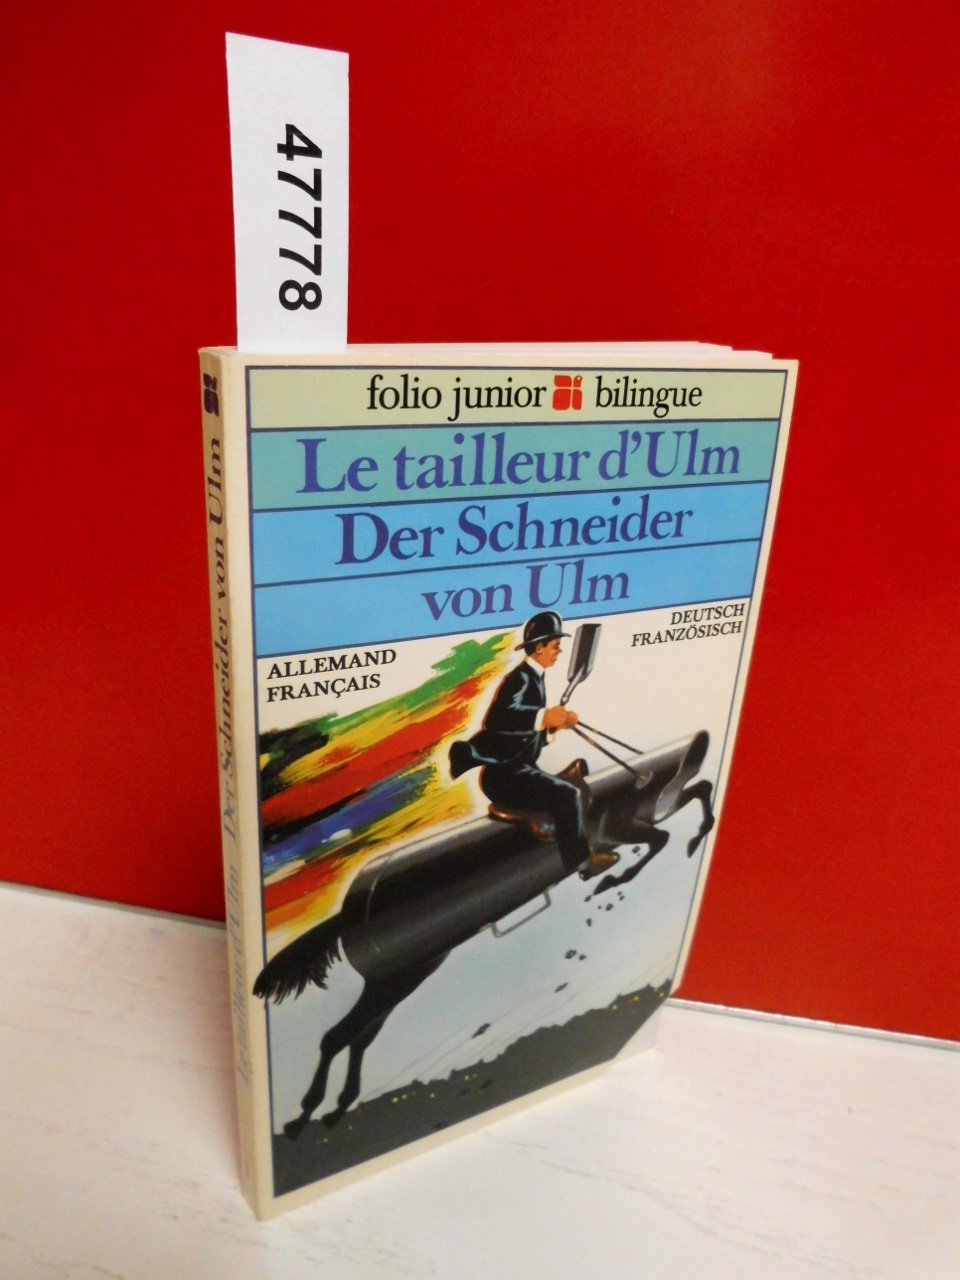 47778
folio junior bilingue
Le tailleur d'Ulm
Der Schneider
von Ulm
ALLEMAND
FRANÇAIS
DEUTSCH
FRANZÖSISCH
Le tailleur d'Ulm Der Schneider von Ulm